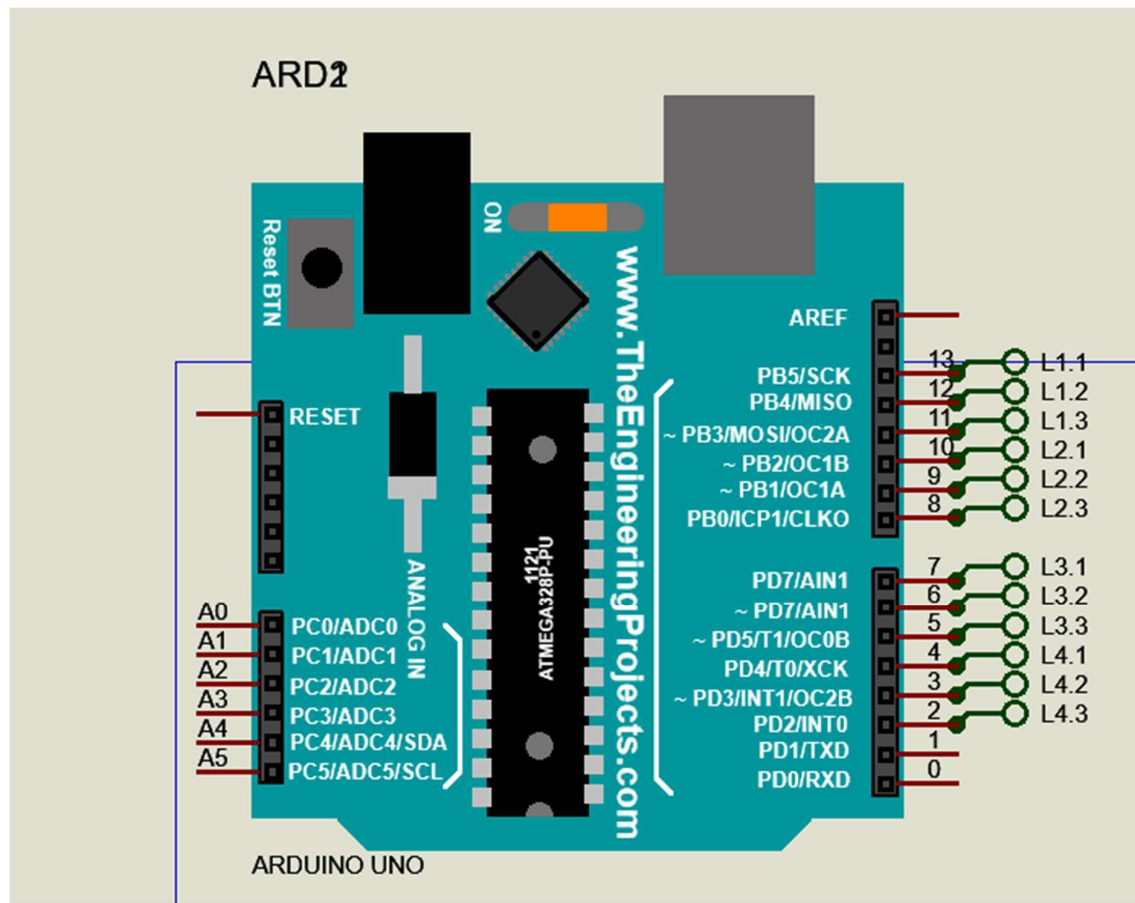 ARD
ON
Reset BTN
www.TheEngineeringProjects.com
AREF
13
PB5/SCK
L1.1
12
PB4/MISO
L1.2
11
~ PB3/MOSI/OC2A
L1.3
10
~ PB2/OC1B
L2.1
9
~ PB1/OC1A
L2.2
8
PB0/ICP1/CLKO
L2.3
RESET
1121
ATMEGA328P-PU
ANALOG IN
7
PD7/AIN1
L3.1
6
~ PD7/AIN1
L3.2
5
~ PD5/T1/OC0B
L3.3
4
PD4/T0/XCK
L4.1
3
~ PD3/INT1/OC2B
L4.2
2
PD2/INT0
L4.3
1
PD1/TXD
0
PD0/RXD
A0
PC0/ADC0
A1
PC1/ADC1
A2
PC2/ADC2
A3
PC3/ADC3
A4
PC4/ADC4/SDA
A5
PC5/ADC5/SCL
ARDUINO UNO